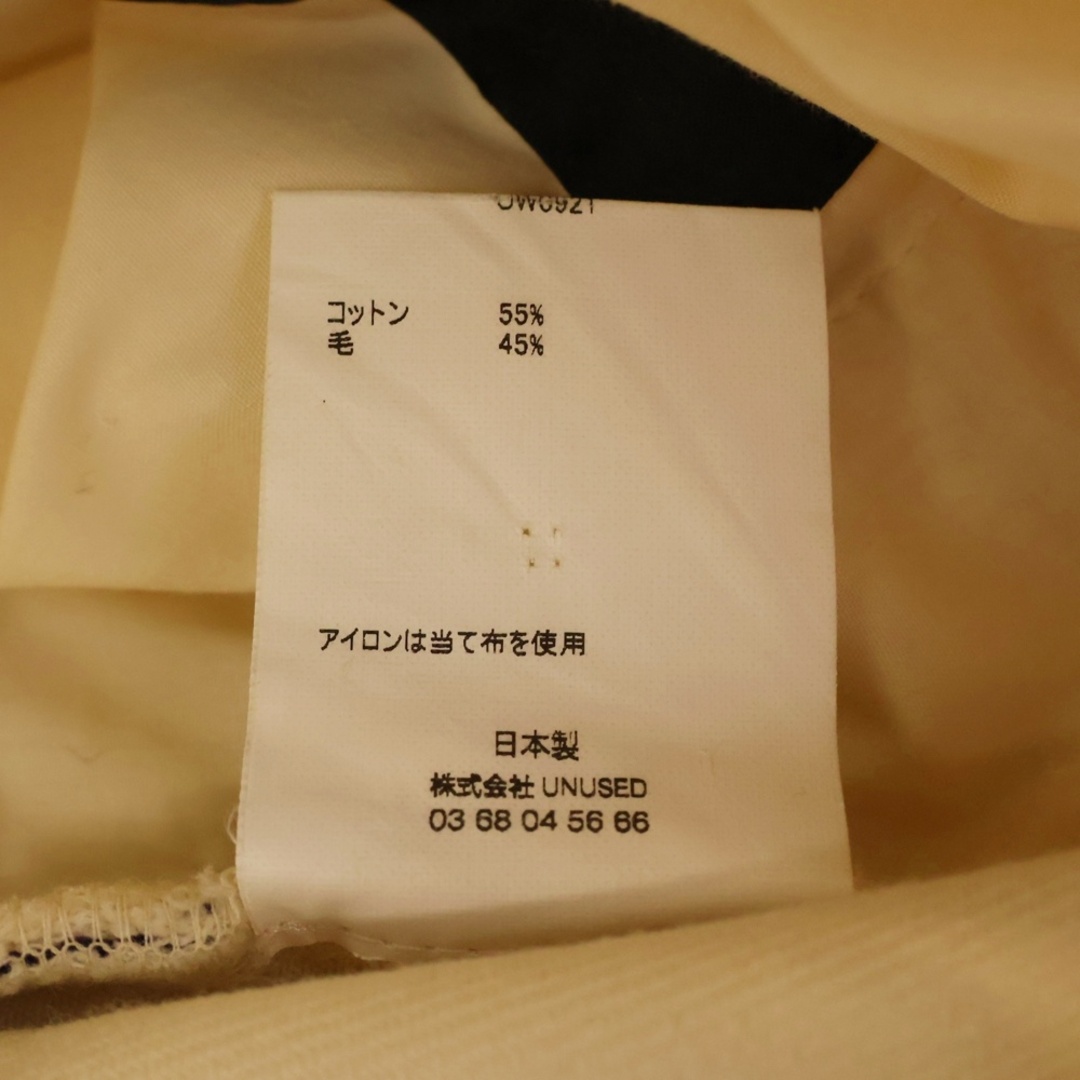 UW0921
コットン 55%
毛 45%
アイロンは当て布を使用
日本製
株式会社 UNUSED
03 68 04 56 66